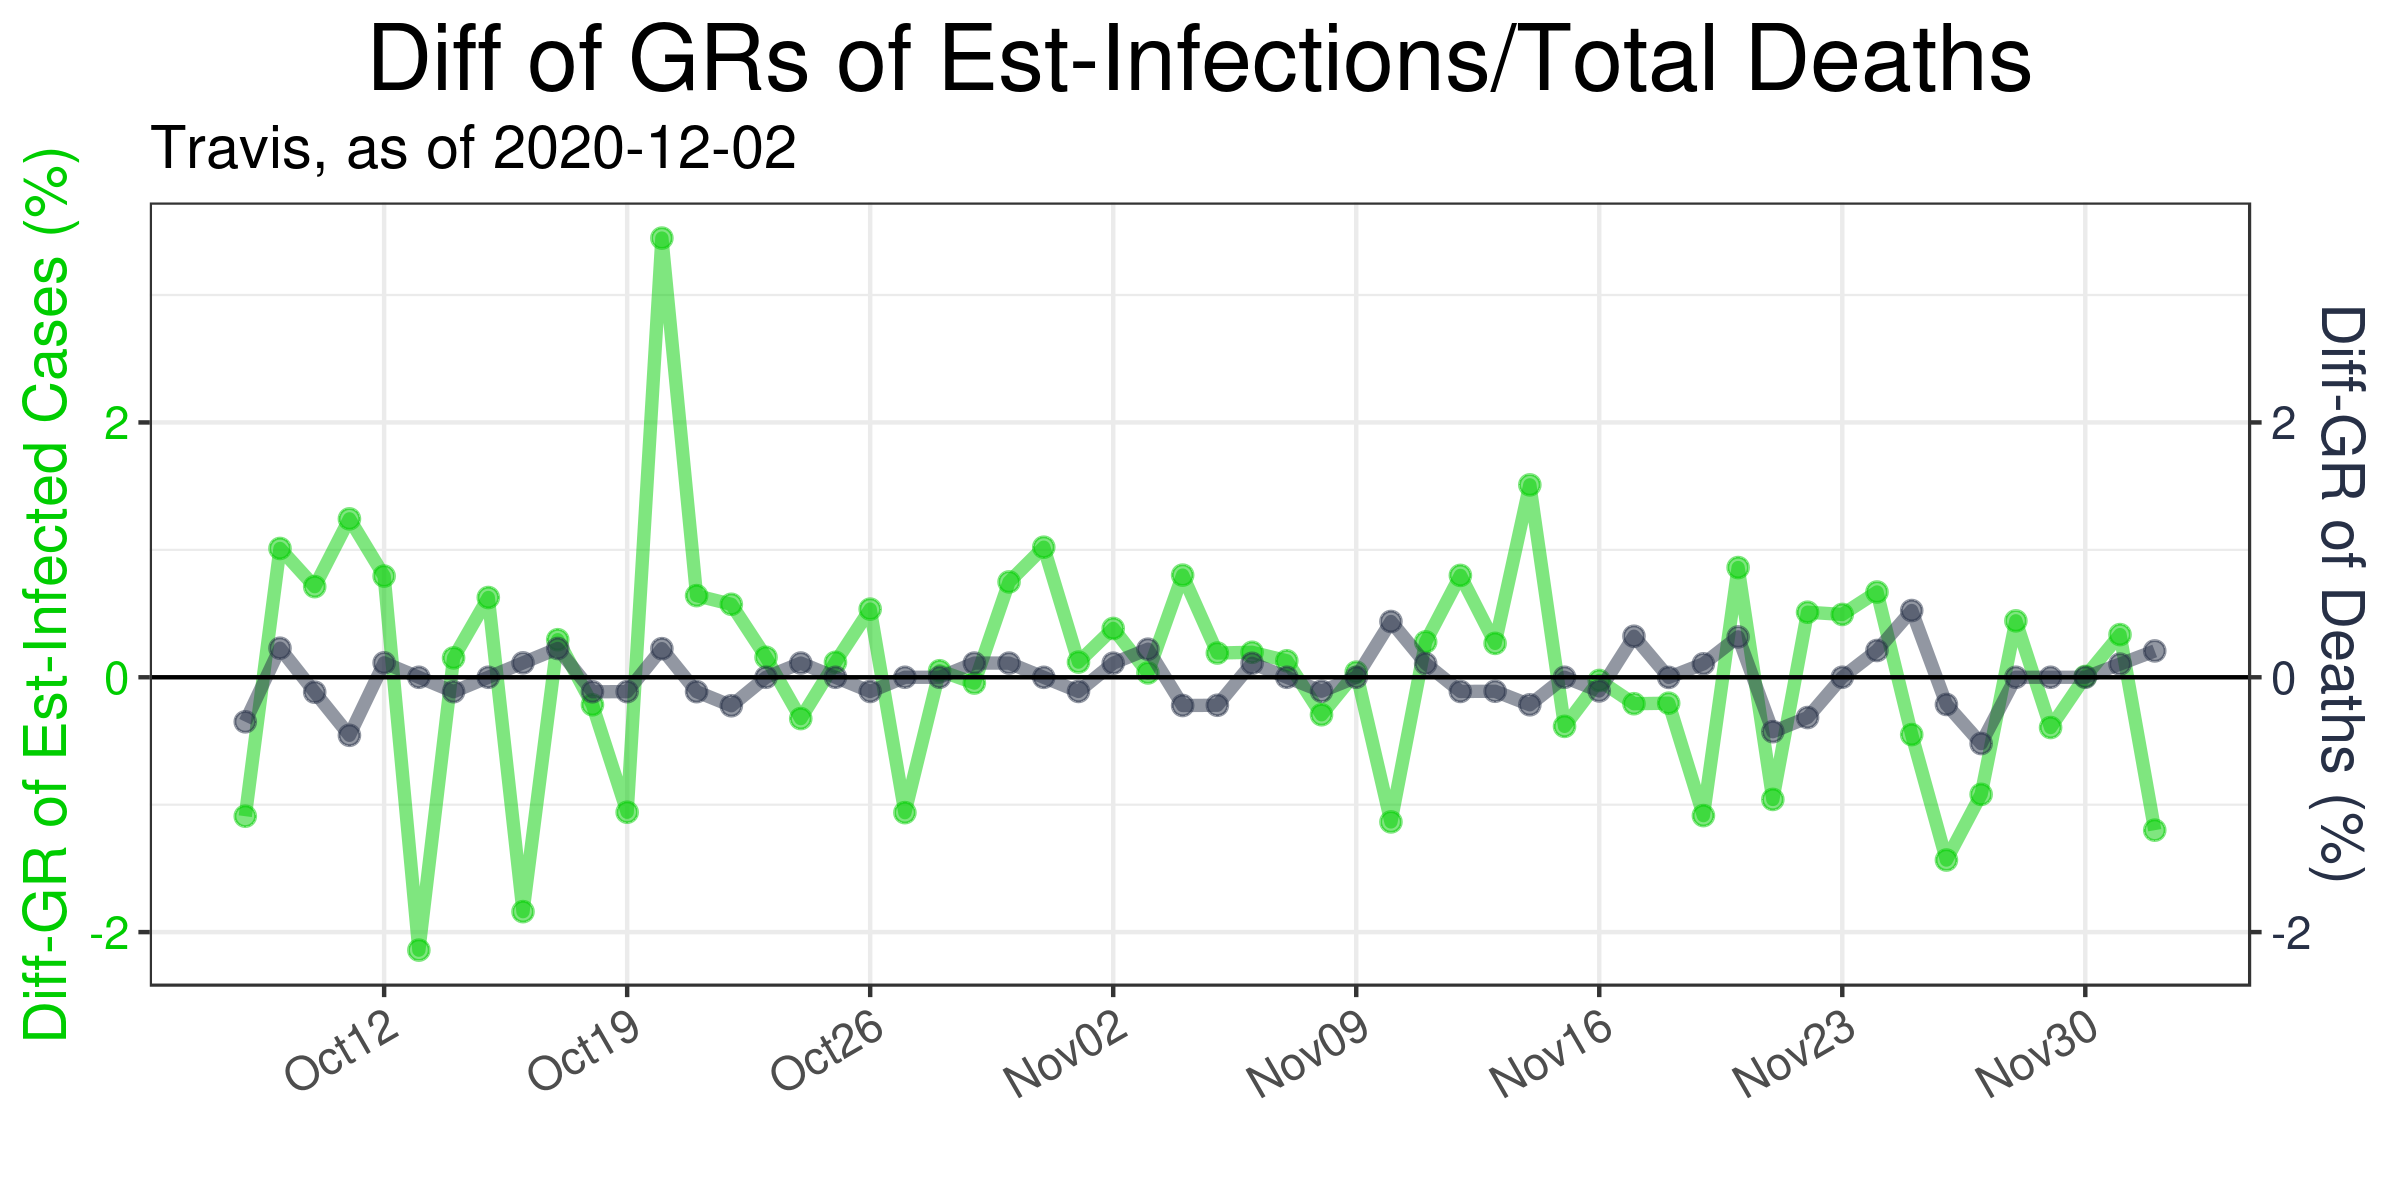 Diff of GRs of Est-Infections/Total Deaths
Travis, as of 2020-12-02
Diff-GR of Est-Infected Cases (%)
2
0
-2
2
0
-2
Diff-GR of Deaths (%)
Oct12
Oct19
Oct26
Nov02
Nov09
Nov16
Nov23
Nov30